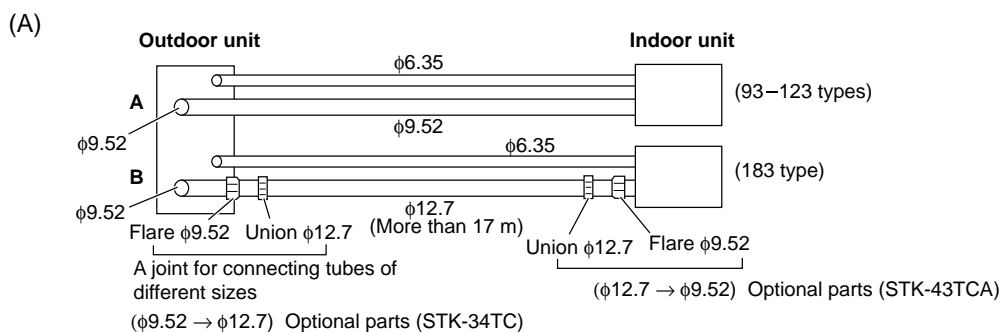 (A)
Outdoor unit
Indoor unit
ϕ6.35
A
(93–123 types)
ϕ9.52
ϕ9.52
ϕ6.35
B
(183 type)
ϕ9.52
ϕ12.7
(More than 17 m)
Flare ϕ9.52
Union ϕ12.7
Union ϕ12.7
Flare ϕ9.52
A joint for connecting tubes of
different sizes
(ϕ9.52 → ϕ12.7) Optional parts (STK-34TC)
(ϕ12.7 → ϕ9.52) Optional parts (STK-43TCA)